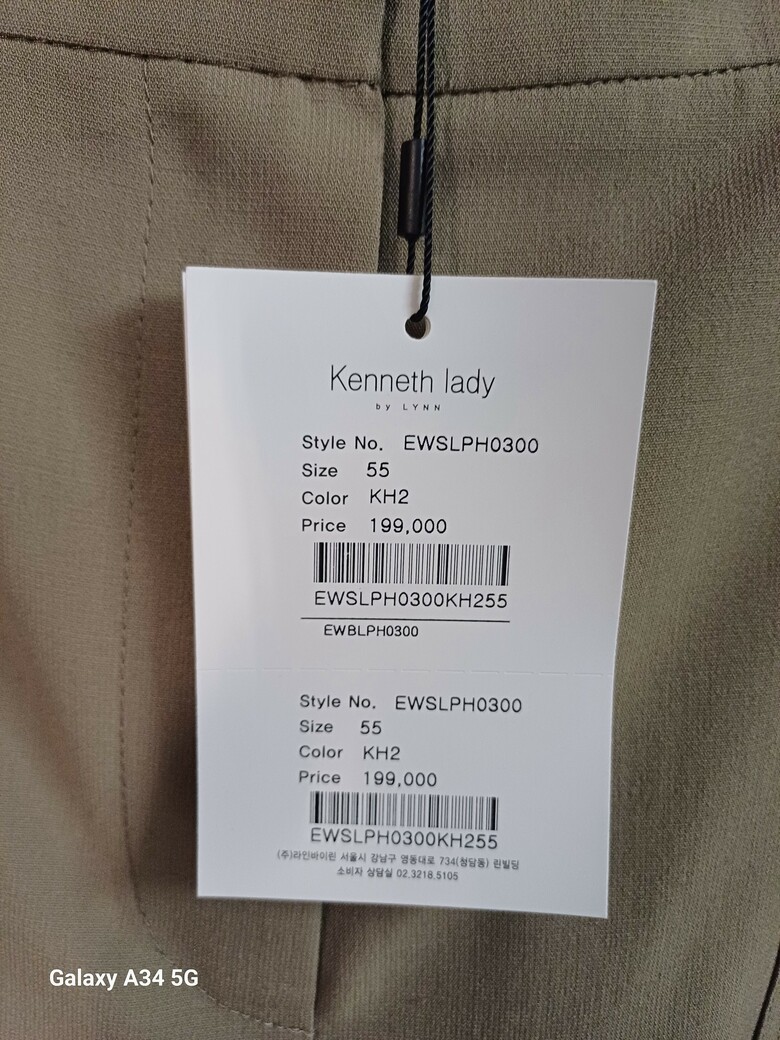 Kenneth lady
by LYNN
Style No. EWSLPH0300
Size 55
Color KH2
Price 199,000
EWSLPH0300KH255
EWBLPH0300
Style No. EWSLPH0300
Size 55
Color KH2
Price 199,000
EWSLPH0300KH255
(주)라인바이린 서울시 강남구 영동대로 734(청담동) 린빌딩
소비자 상담실 02.3218.5105
Galaxy A34 5G